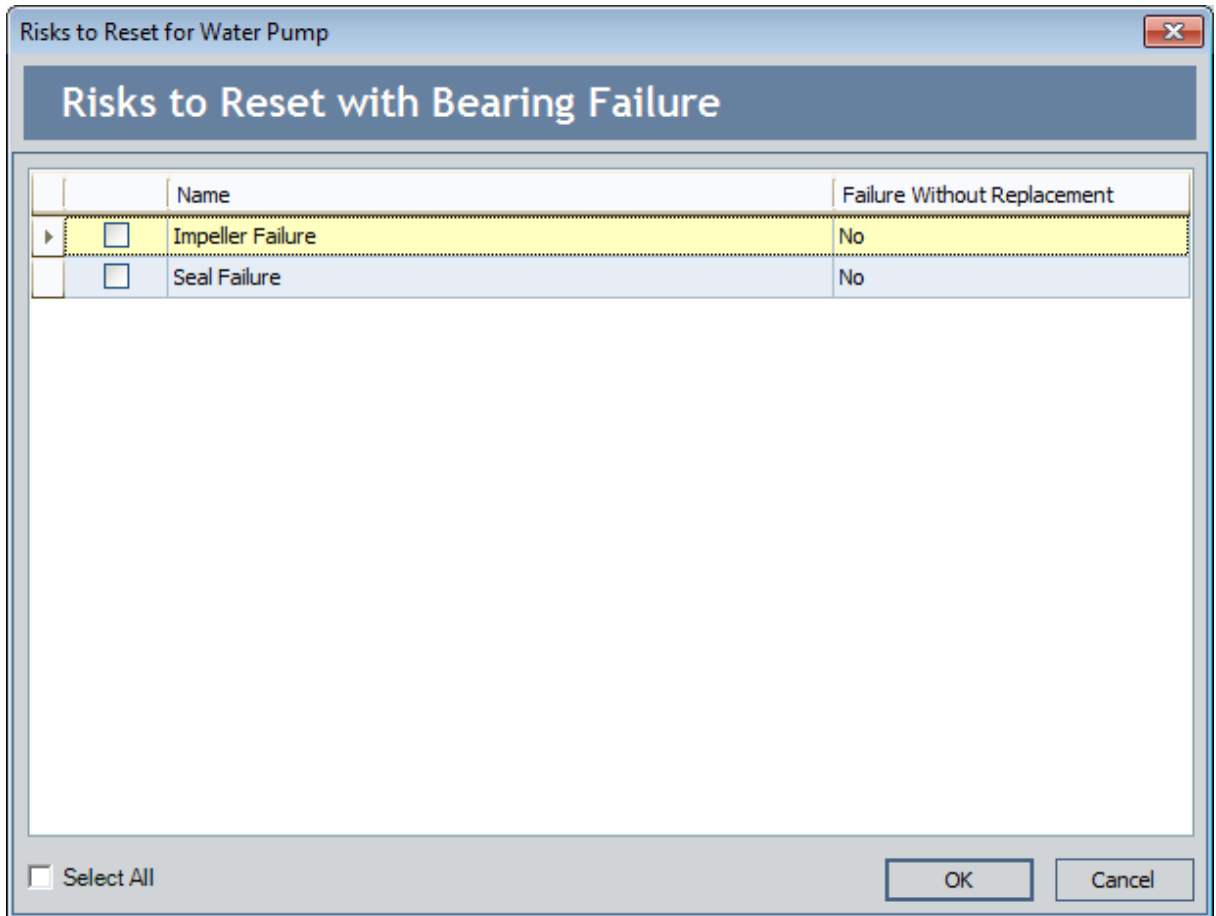 Risks to Reset for Water Pump
Risks to Reset with Bearing Failure
Name Failure Without Replacement
Impeller Failure No
Seal Failure No
Select All OK Cancel